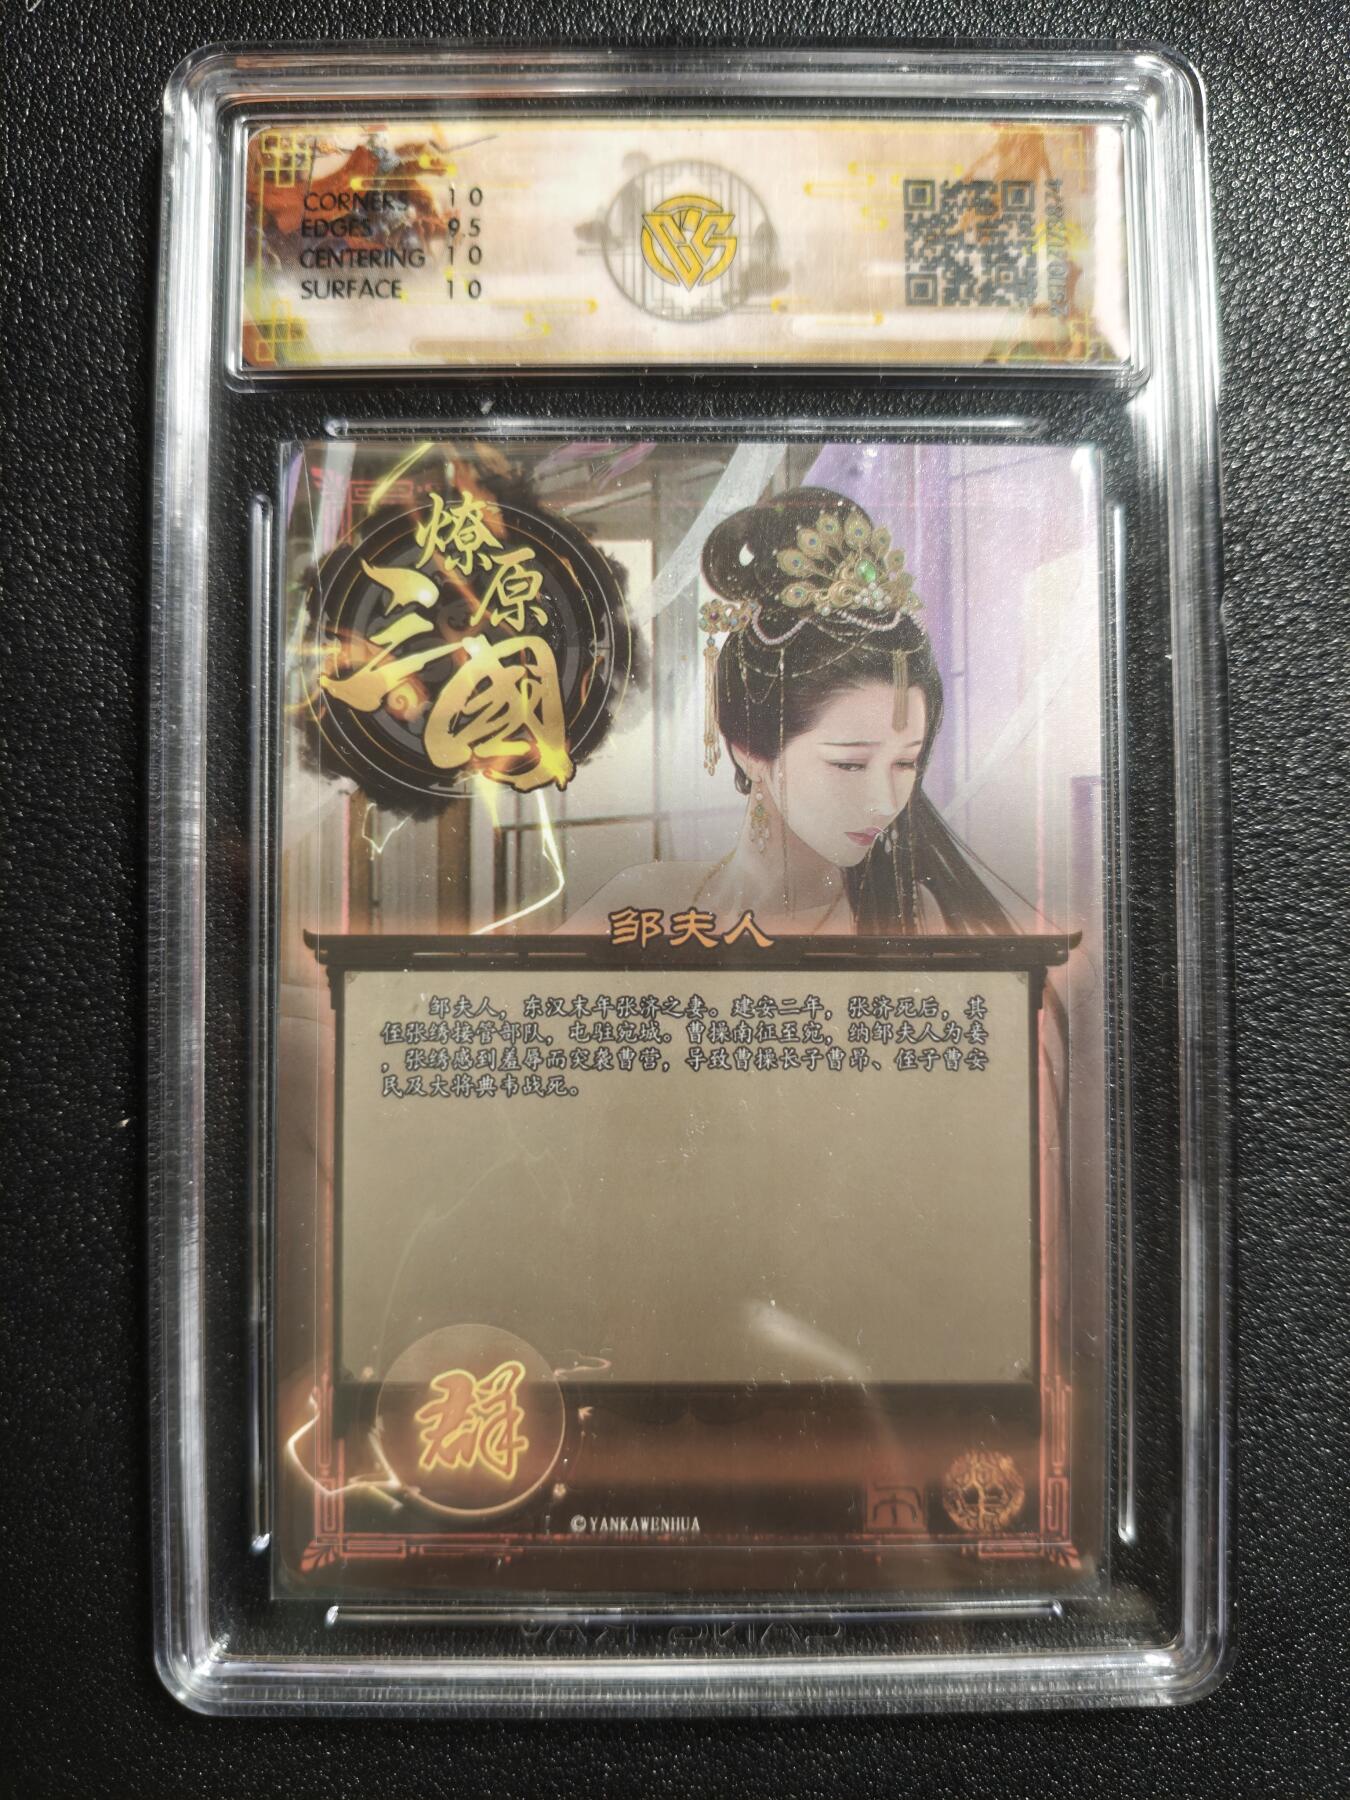 CORNERS 10
EDGES 9.5
CENTERING 10
SURFACE 10
燎原
三國
邹夫人
邹夫人，东汉末年张济之妻。建安二年，张济死后，其
侄张绣接管部队，屯驻宛城。曹操南征至宛，纳邹夫人为妾
，张绣感到羞辱而突袭曹营，导致曹操长子曹昂、侄子曹安
民及大将典韦战死。
群
©YANKAWENHUA